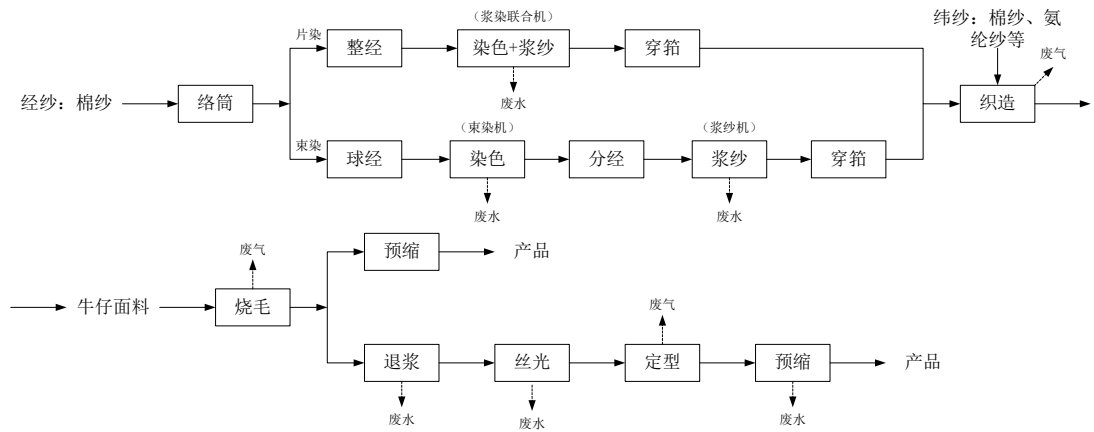 （浆染联合机）
片染
整经
染色+浆纱
穿筘
废水
纬纱：棉纱、氨
纶纱等
废气
经纱：棉纱
络筒
织造
束染
球经
（束染机）
染色
废水
分经
（浆纱机）
浆纱
废水
穿筘
废气
预缩
产品
牛仔面料
烧毛
废气
退浆
废水
丝光
废水
定型
预缩
废水
产品